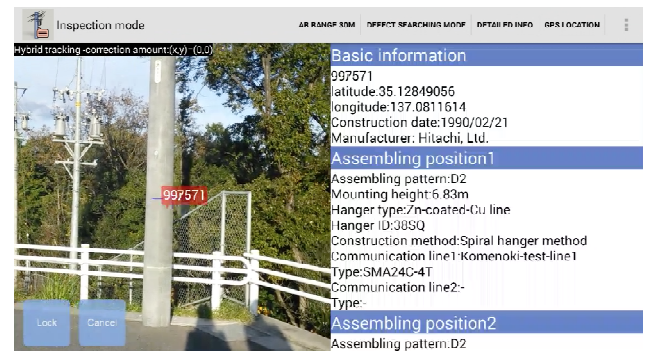 Inspection mode
AR RANGE 30M DEFECT SEARCHING MODE DETAILED INFO GPS LOCATION
Hybrid tracking -correction amount:(x,y)=(0,0)
997571
Lock Cancel
Basic information
997571
latitude:35.12849056
longitude:137.0811614
Construction date:1990/02/21
Manufacturer: Hitachi, Ltd.
Assembling position1
Assembling pattern:D2
Mounting height:6.83m
Hanger type:Zn-coated-Cu line
Hanger ID:38SQ
Construction method:Spiral hanger method
Communication line1:Komenoki-test-line1
Type:SMA24C-4T
Communication line2:-
Type:-
Assembling position2
Assembling pattern:D2